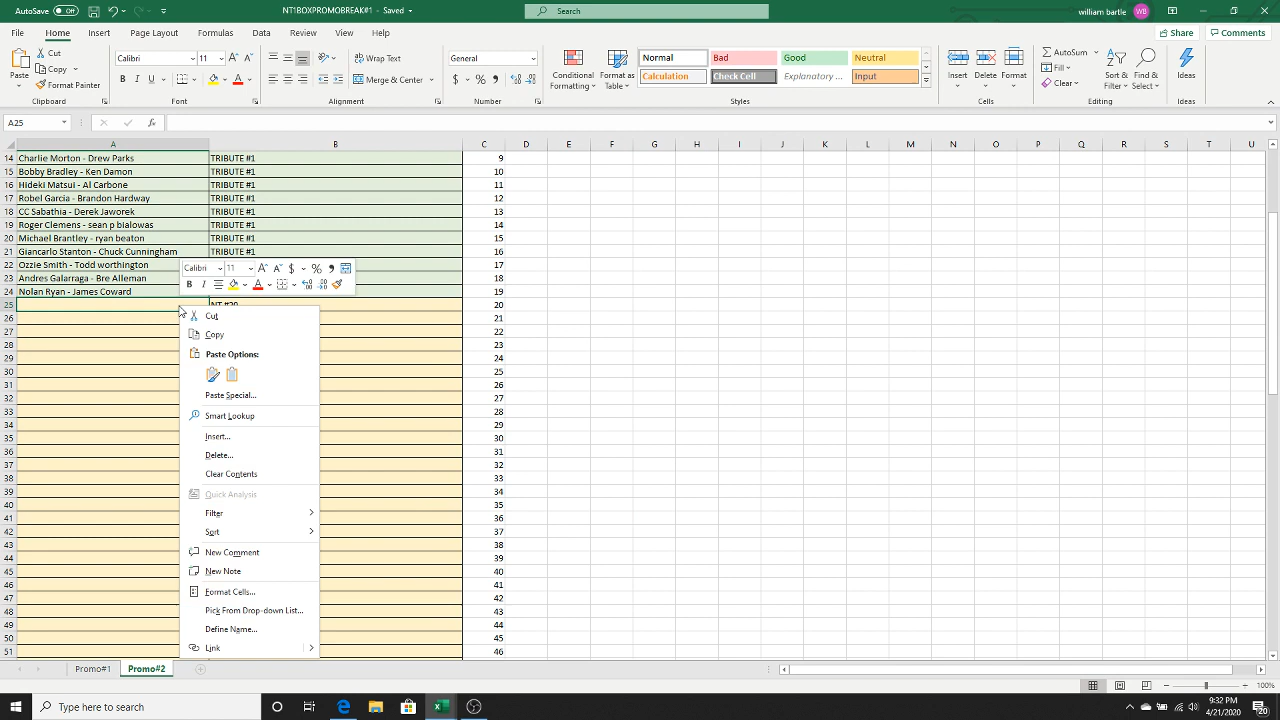 AutoSave Off NT1BOXPROMOBREAK#1 - Saved Search william bartle WB
File Home Insert Page Layout Formulas Data Review View Help Share Comments
Paste Cut Copy Format Painter Calibri 11 B I U Wrap Text Merge & Center General $ % Conditional Formatting Format as Table Normal Bad Good Neutral Calculation Check Cell Explanatory ... Input Insert Delete Format AutoSum Fill Clear Sort & Filter Find & Select Ideas
Clipboard Font Alignment Number Styles Cells Editing Ideas
A25 fx
A B C D E F G H I J K L M N O P Q R S T U
14 Charlie Morton - Drew Parks TRIBUTE #1 9
15 Bobby Bradley - Ken Damon TRIBUTE #1 10
16 Hideki Matsui - Al Carbone TRIBUTE #1 11
17 Robel Garcia - Brandon Hardway TRIBUTE #1 12
18 CC Sabathia - Derek Jaworek TRIBUTE #1 13
19 Roger Clemens - sean p bialowas TRIBUTE #1 14
20 Michael Brantley - ryan beaton TRIBUTE #1 15
21 Giancarlo Stanton - Chuck Cunningham TRIBUTE #1 16
22 Ozzie Smith - Todd worthington 17
23 Andres Galarraga - Bre Alleman 18
24 Nolan Ryan - James Coward 19
25 20
26 21
27 22
28 23
29 24
30 25
31 26
32 27
33 28
34 29
35 30
36 31
37 32
38 33
39 34
40 35
41 36
42 37
43 38
44 39
45 40
46 41
47 42
48 43
49 44
50 45
51 46
Calibri 11 A A $ % ,
B I A
Cut
Copy
Paste Options:
Paste Special...
Smart Lookup
Insert...
Delete...
Clear Contents
Quick Analysis
Filter
Sort
New Comment
New Note
Format Cells...
Pick From Drop-down List...
Define Name...
Link
Promo#1 Promo#2
100%
Type here to search
9:32 PM
4/21/2020
20